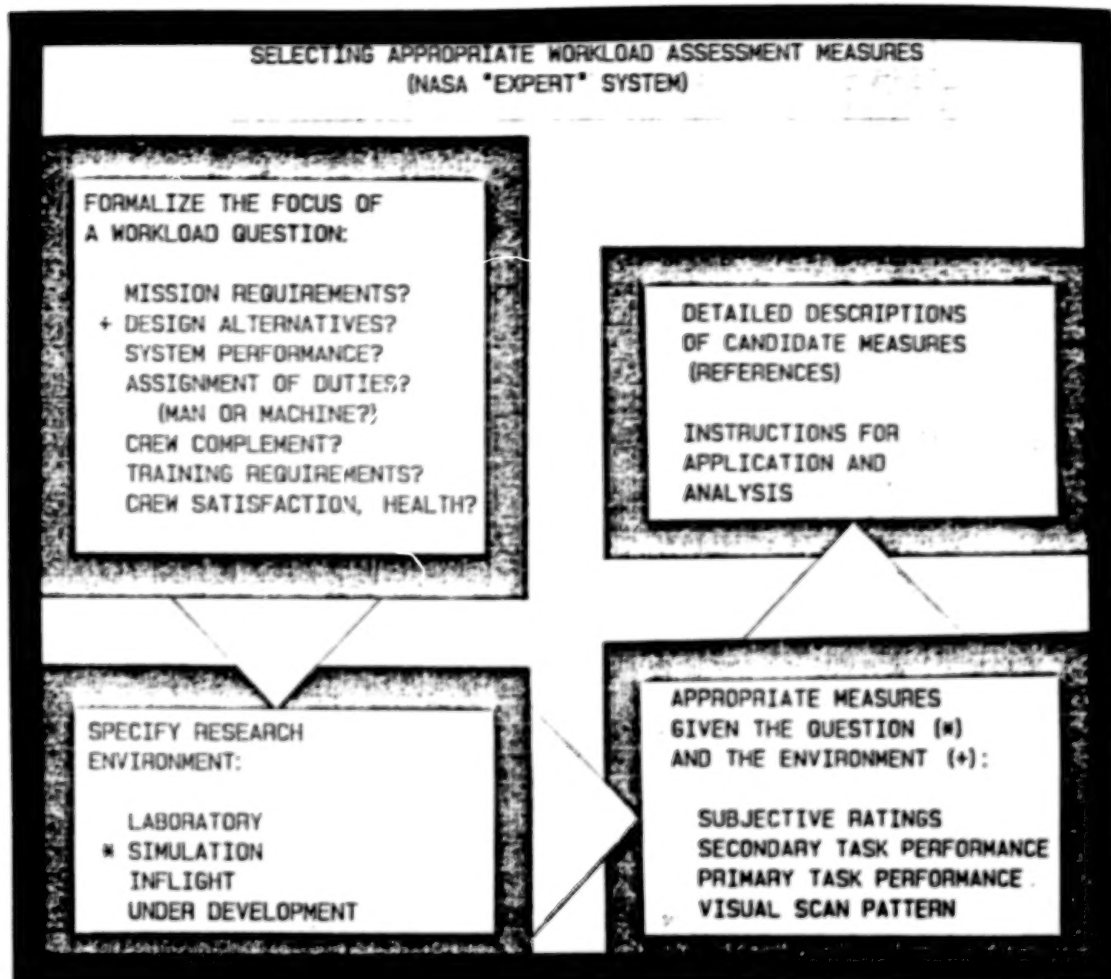 SELECTING APPROPRIATE WORKLOAD ASSESSMENT MEASURES
(NASA "EXPERT" SYSTEM)
FORMALIZE THE FOCUS OF
A WORKLOAD QUESTION:
MISSION REQUIREMENTS?
+ DESIGN ALTERNATIVES?
SYSTEM PERFORMANCE?
ASSIGNMENT OF DUTIES?
(MAN OR MACHINE?)
CREW COMPLEMENT?
TRAINING REQUIREMENTS?
CREW SATISFACTION, HEALTH?
SPECIFY RESEARCH
ENVIRONMENT:
LABORATORY
* SIMULATION
INFLIGHT
UNDER DEVELOPMENT
APPROPRIATE MEASURES
GIVEN THE QUESTION (*)
AND THE ENVIRONMENT (+):
SUBJECTIVE RATINGS
SECONDARY TASK PERFORMANCE
PRIMARY TASK PERFORMANCE
VISUAL SCAN PATTERN
DETAILED DESCRIPTIONS
OF CANDIDATE MEASURES
(REFERENCES)
INSTRUCTIONS FOR
APPLICATION AND
ANALYSIS